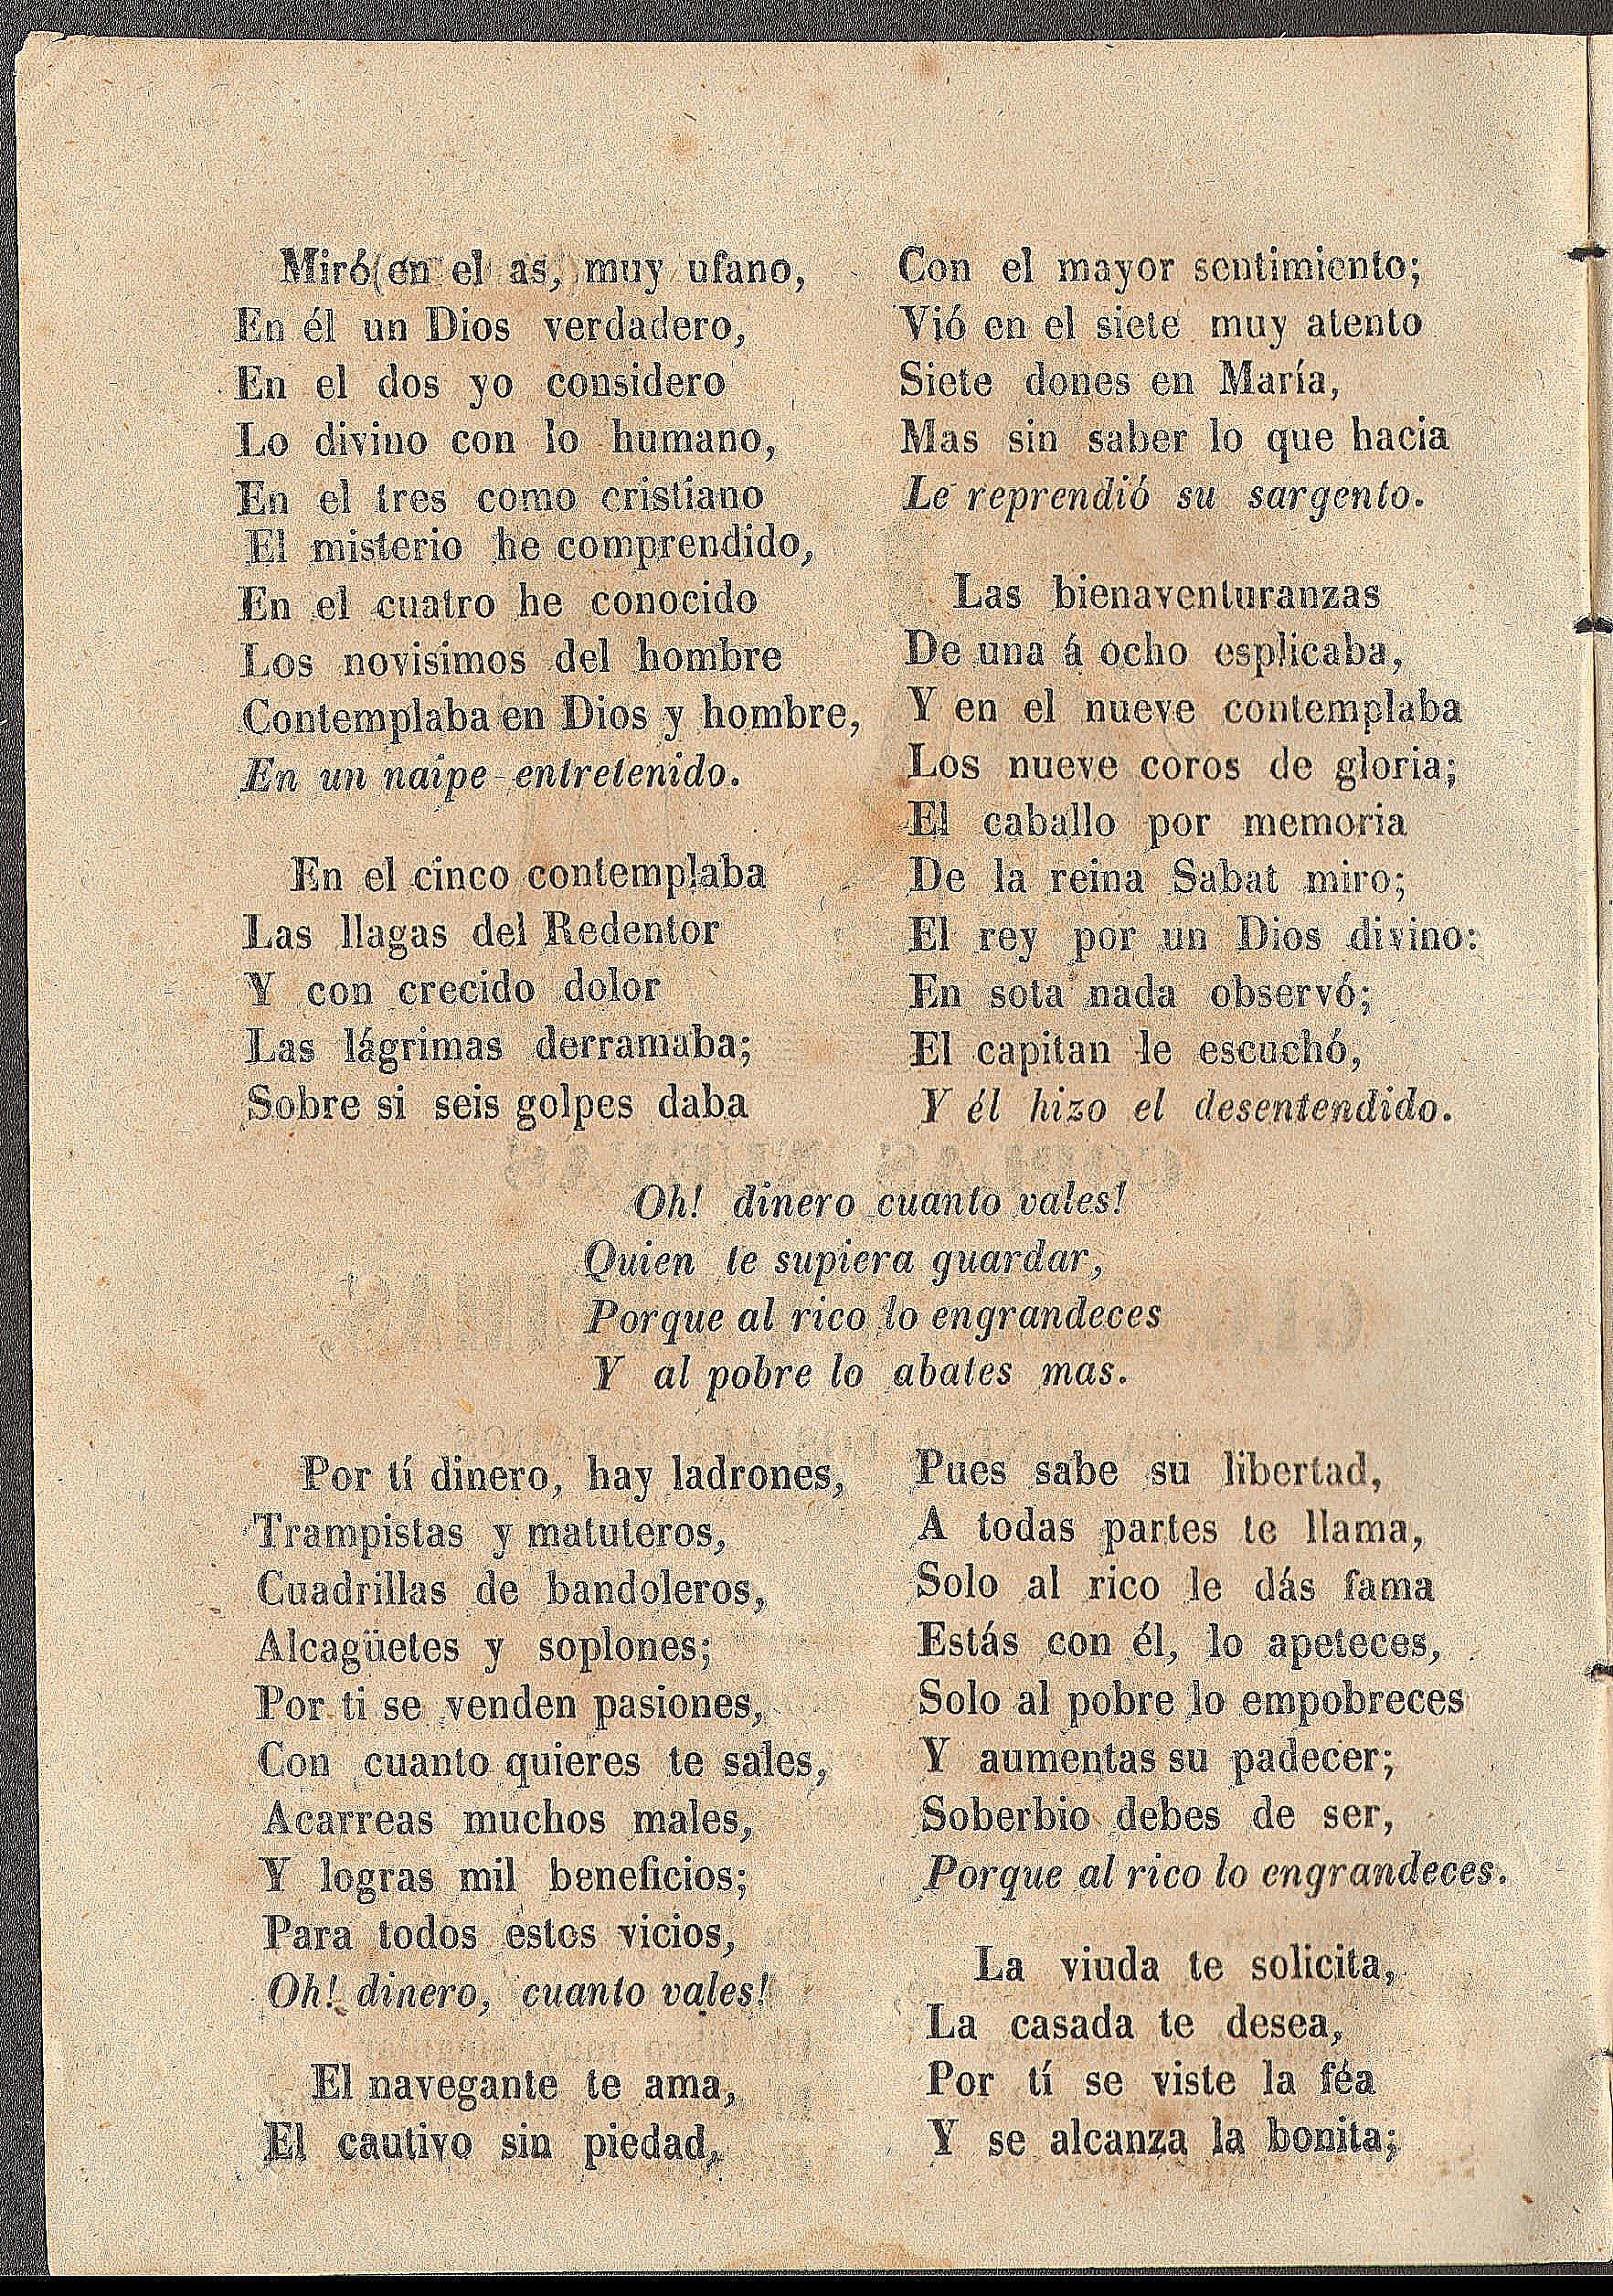 Miró en el as, muy ufano,
En él un Dios verdadero,
En el dos yo considero
Lo divino con lo humano,
En el tres como cristiano
El misterio he comprendido,
En el cuatro he conocido
Los novisimos del hombre
Contemplaba en Dios y hombre,
En un naipe entretenido.
En el cinco contemplaba
Las llagas del Redentor
Y con crecido dolor
Las lágrimas derramaba;
Sobre si seis golpes daba
Con el mayor sentimiento;
Vió en el siete muy atento
Siete dones en María,
Mas sin saber lo que hacia
Le reprendió su sargento.
Las bienaventuranzas
De una á ocho esplicaba,
Y en el nueve contemplaba
Los nueve coros de gloria;
El caballo por memoria
De la reina Sabat miro;
El rey por un Dios divino:
En sota nada observó;
El capitan le escuchó,
Y él hizo el desentendido.
Oh! dinero cuanto vales!
Quien te supiera guardar,
Porque al rico lo engrandeces
Y al pobre lo abates mas.
Por tí dinero, hay ladrones,
Trampistas y matuteros,
Cuadrillas de bandoleros,
Alcagüetes y soplones;
Por ti se venden pasiones,
Con cuanto quieres te sales,
Acarreas muchos males,
Y logras mil beneficios;
Para todos estos vicios,
Oh! dinero, cuanto vales!
El navegante te ama,
El cautivo sin piedad,
Pues sabe su libertad,
A todas partes te llama,
Solo al rico le dás fama
Estás con él, lo apeteces,
Solo al pobre lo empobreces
Y aumentas su padecer;
Soberbio debes de ser,
Porque al rico lo engrandeces.
La viuda te solicita,
La casada te desea,
Por tí se viste la féa
Y se alcanza la bonita;